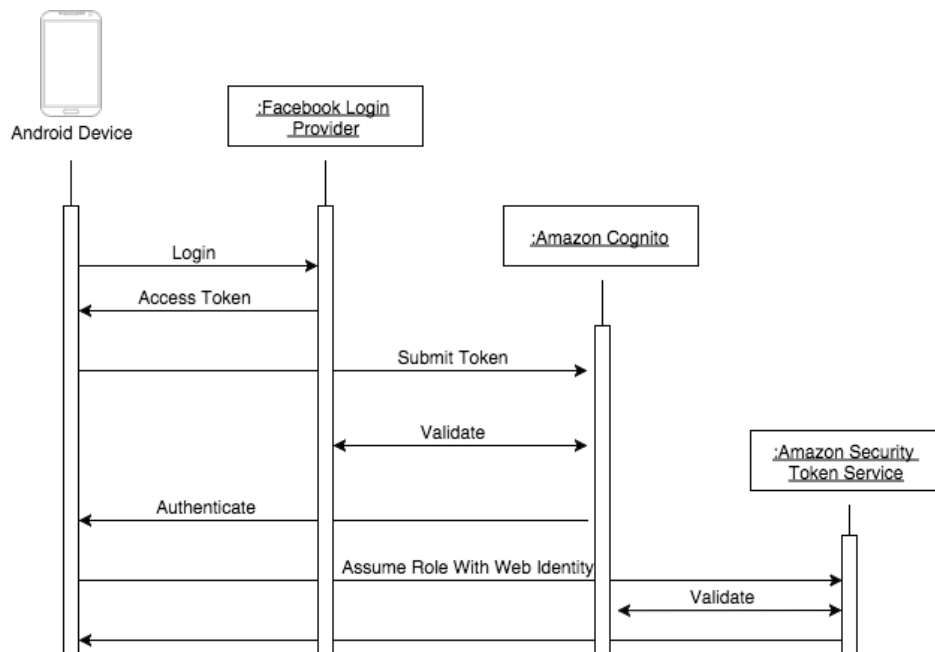 Android Device
:Facebook Login
Provider
:Amazon Cognito
Login
Access Token
Submit Token
Validate
:Amazon Security
Token Service
Authenticate
Assume Role With Web Identity
Validate